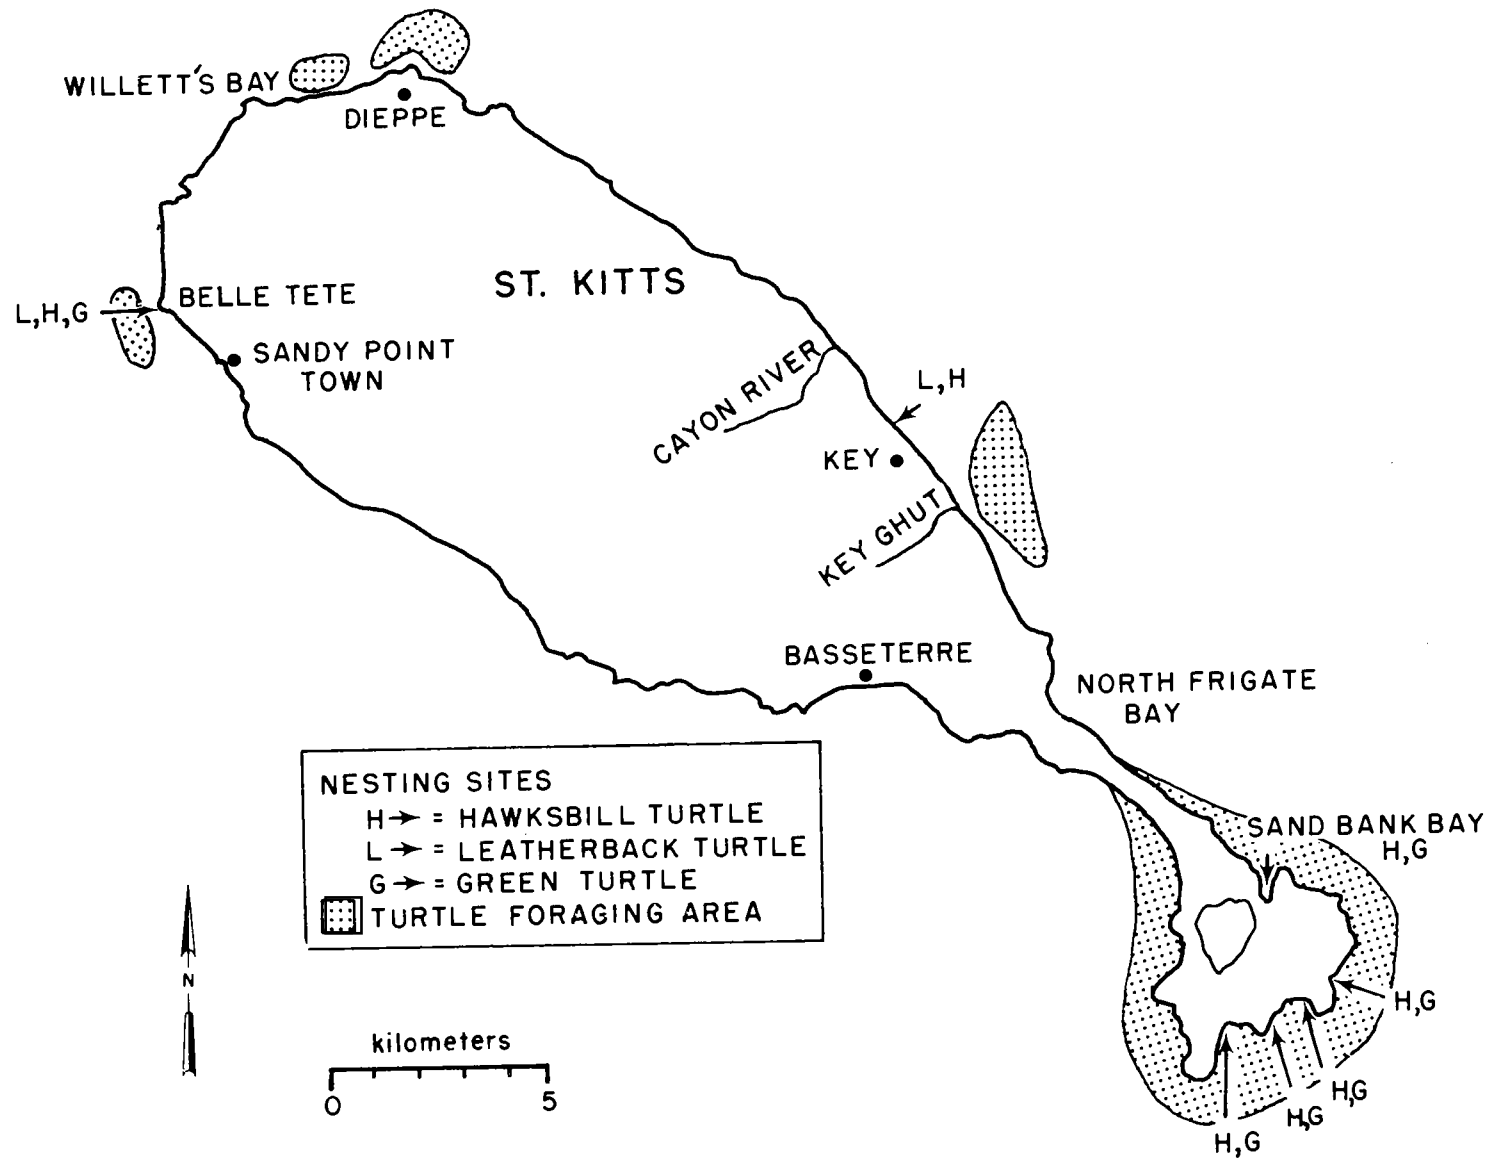 WILLETT'S BAY
DIEPPE
ST. KITTS
L,H,G
BELLE TETE
SANDY POINT
TOWN
CAYON RIVER
L,H
KEY
KEY GHUT
BASSETERRE
NORTH FRIGATE
BAY
NESTING SITES
H → = HAWKSBILL TURTLE
L → = LEATHERBACK TURTLE
G → = GREEN TURTLE
TURTLE FORAGING AREA
SAND BANK BAY
H,G
N
kilometers
0 5
H,G
H,G
H,G
H,G